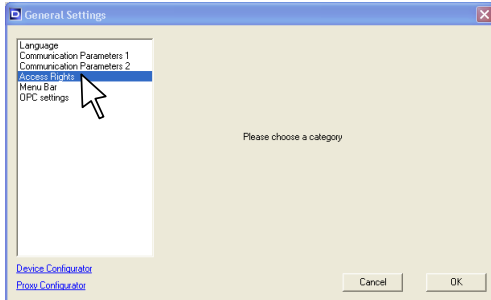 General Settings
Language
Communication Parameters 1
Communication Parameters 2
Access Rights
Menu Bar
OPC settings
Please choose a category
Device Configurator
Proxy Configurator
Cancel
OK